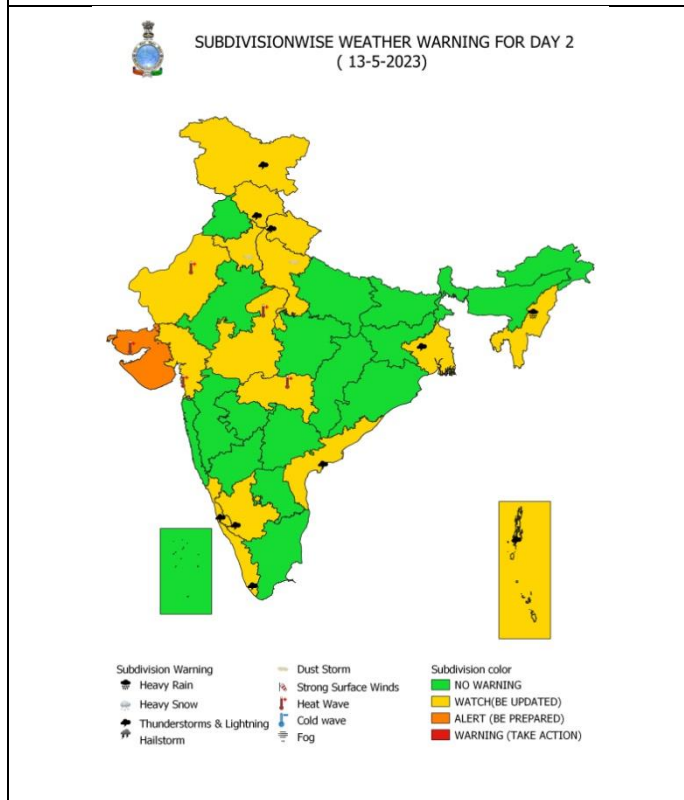 SUBDIVISIONWISE WEATHER WARNING FOR DAY 2
( 13-5-2023)
Subdivision Warning
Heavy Rain
Heavy Snow
Thunderstorms & Lightning
Hailstorm
Dust Storm
Strong Surface Winds
Heat Wave
Cold wave
Fog
Subdivision color
NO WARNING
WATCH(BE UPDATED)
ALERT (BE PREPARED)
WARNING (TAKE ACTION)